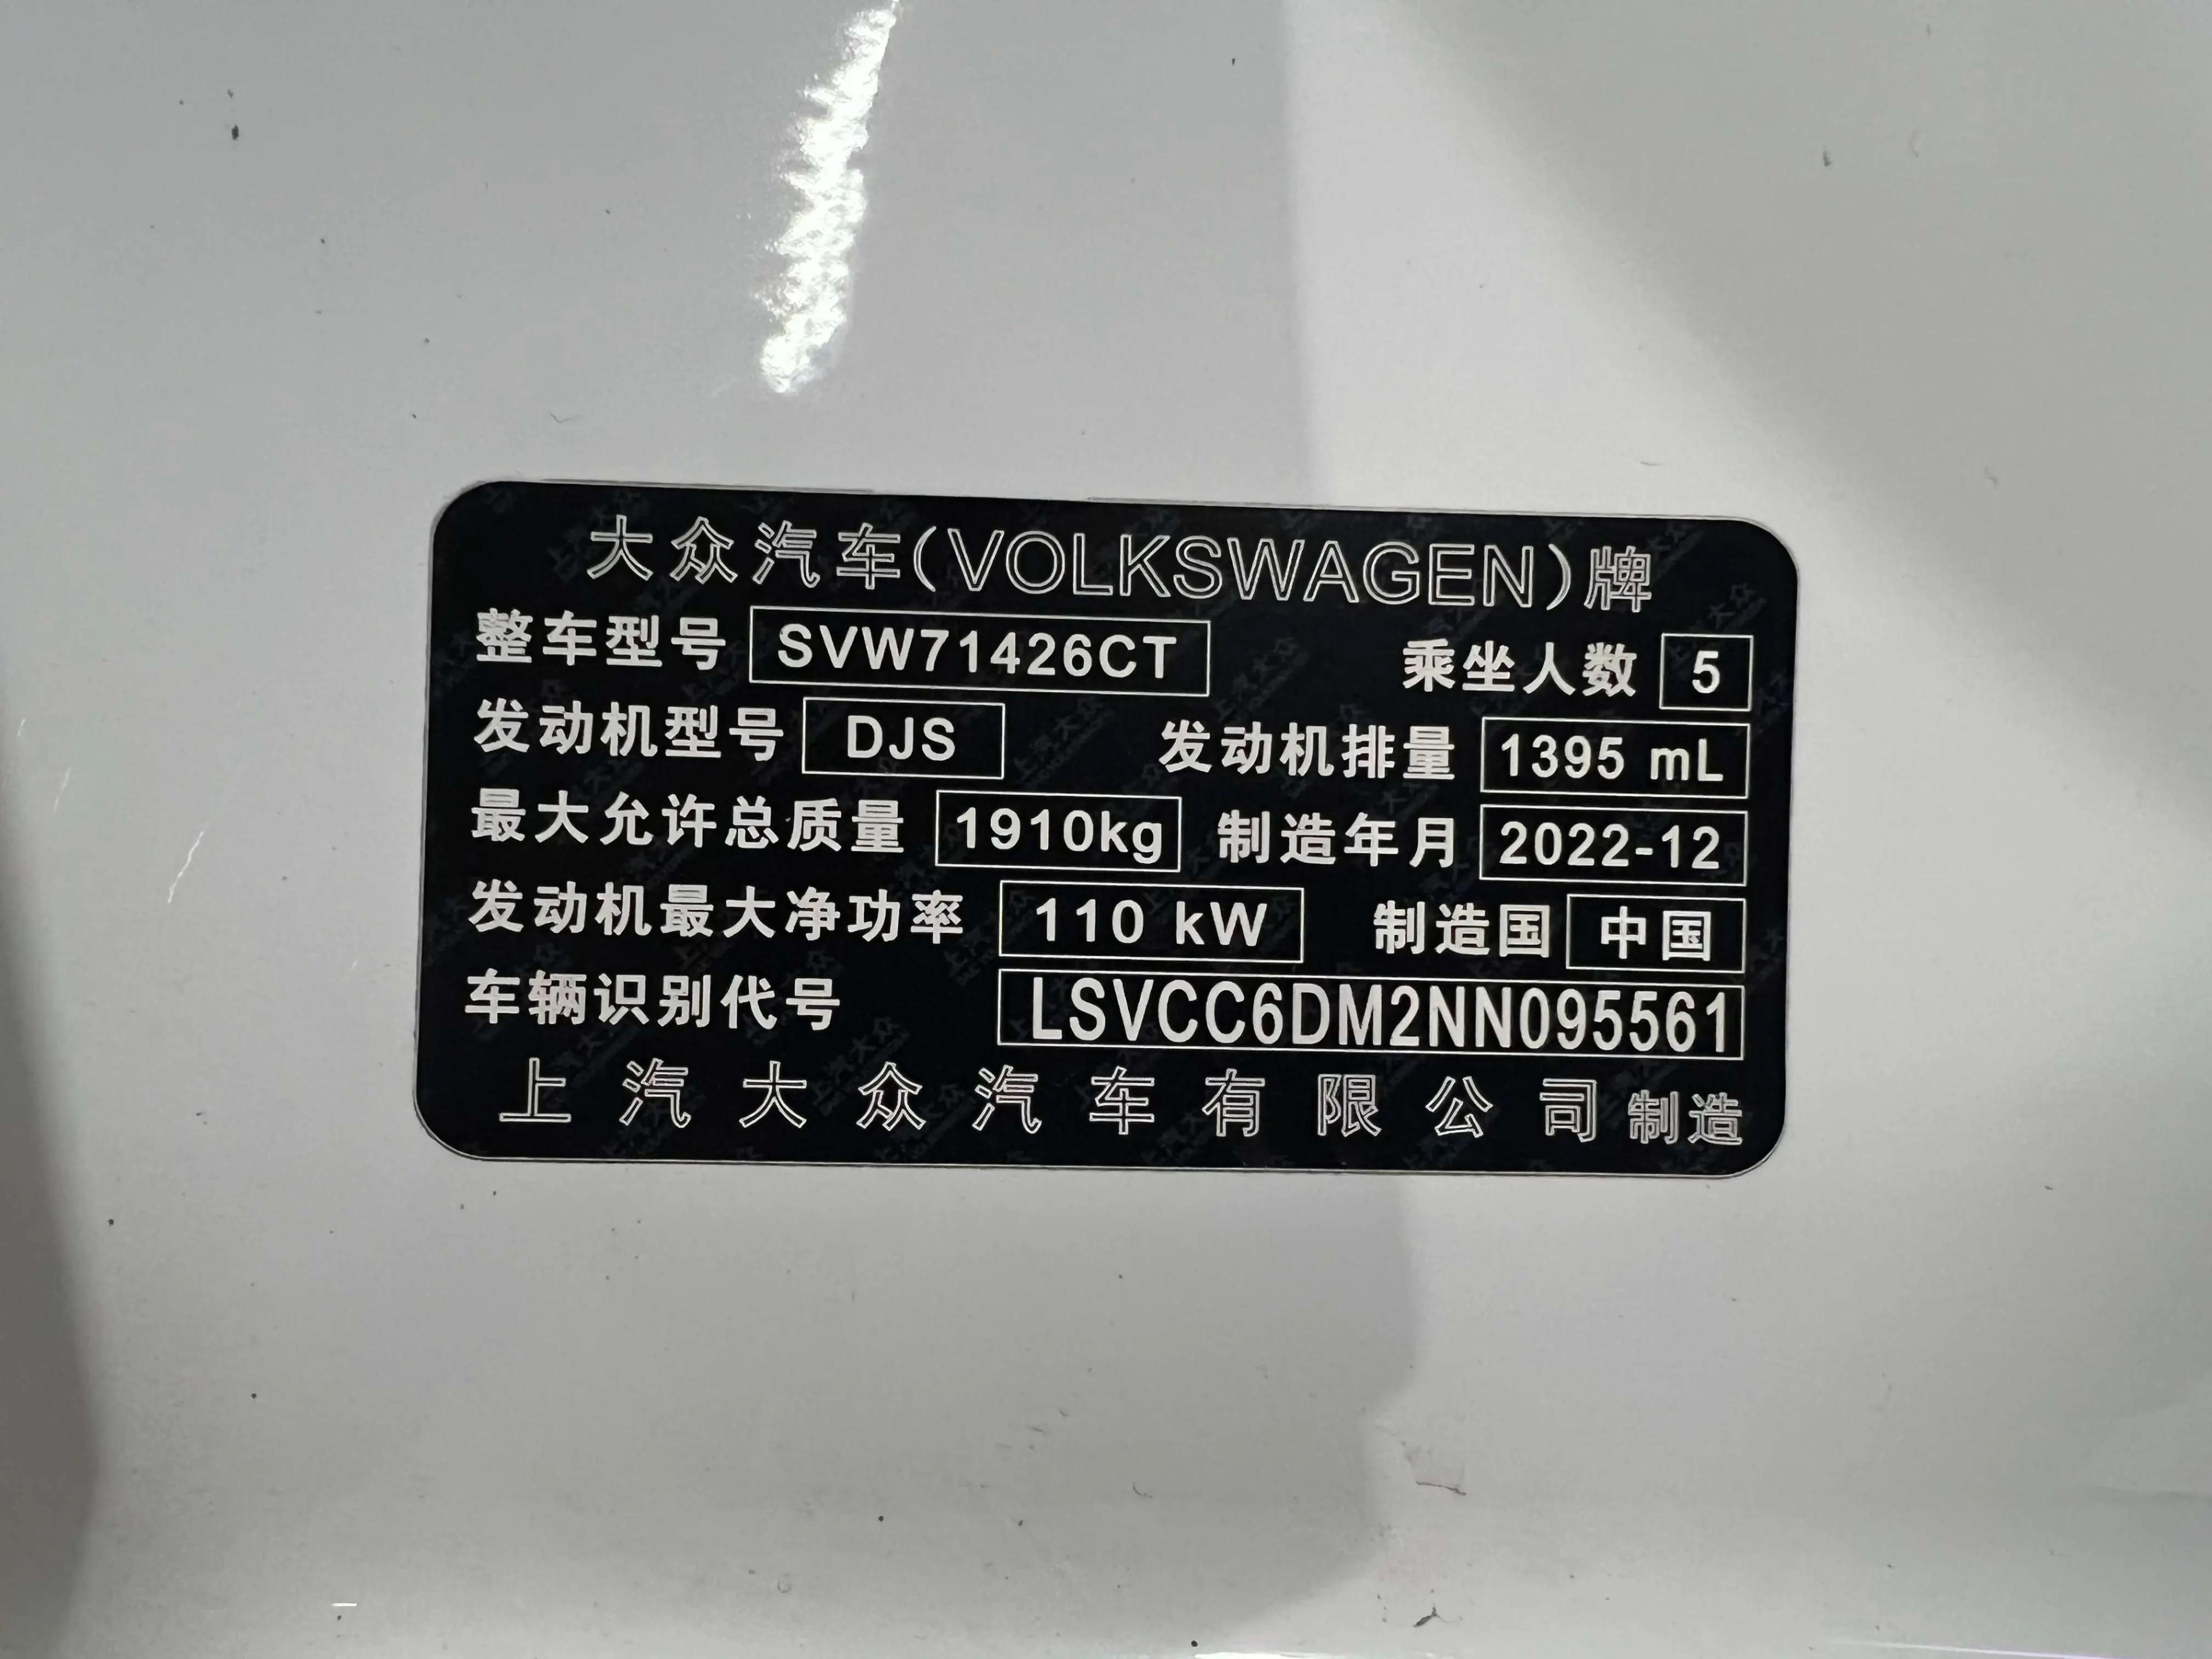 大众汽车(VOLKSWAGEN)牌
整车型号 SVW71426CT 乘坐人数 5
发动机型号 DJS 发动机排量 1395 mL
最大允许总质量 1910kg 制造年月 2022-12
发动机最大净功率 110 kW 制造国 中国
车辆识别代号 LSVCC6DM2NN095561
上汽大众汽车有限公司制造